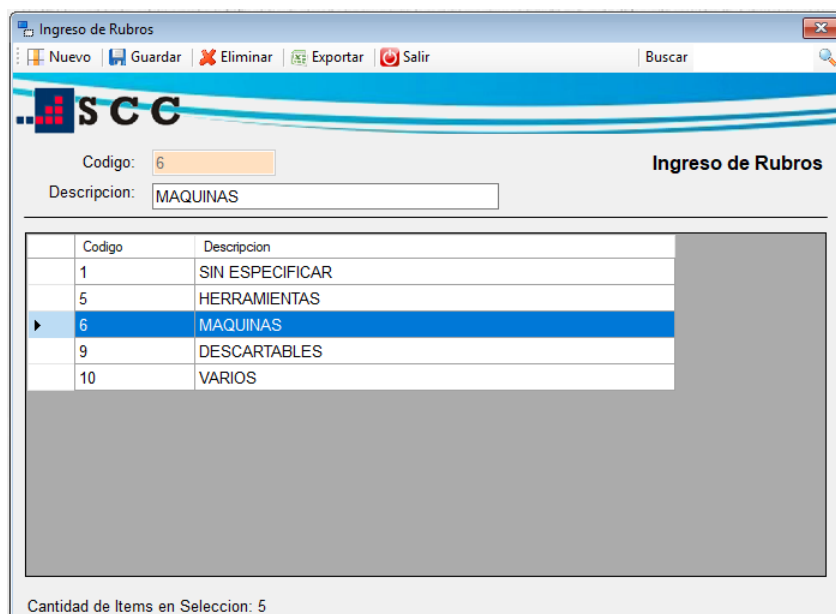 Ingreso de Rubros
Nuevo Guardar Eliminar Exportar Salir Buscar
SCC
Codigo: 6 Ingreso de Rubros
Descripcion: MAQUINAS
Codigo Descripcion
1 SIN ESPECIFICAR
5 HERRAMIENTAS
6 MAQUINAS
9 DESCARTABLES
10 VARIOS
Cantidad de Items en Seleccion: 5